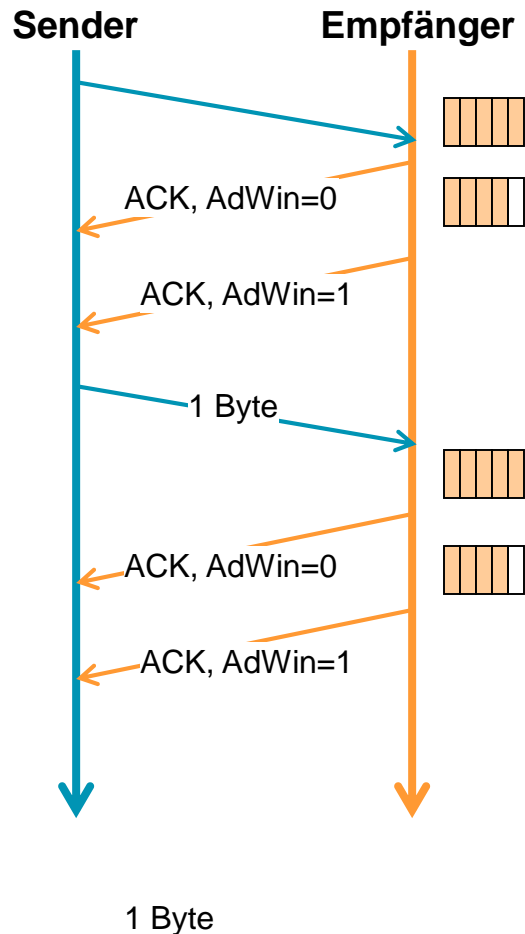 Sender Empfänger
ACK, AdWin=0
ACK, AdWin=1
1 Byte
ACK, AdWin=0
ACK, AdWin=1
1 Byte